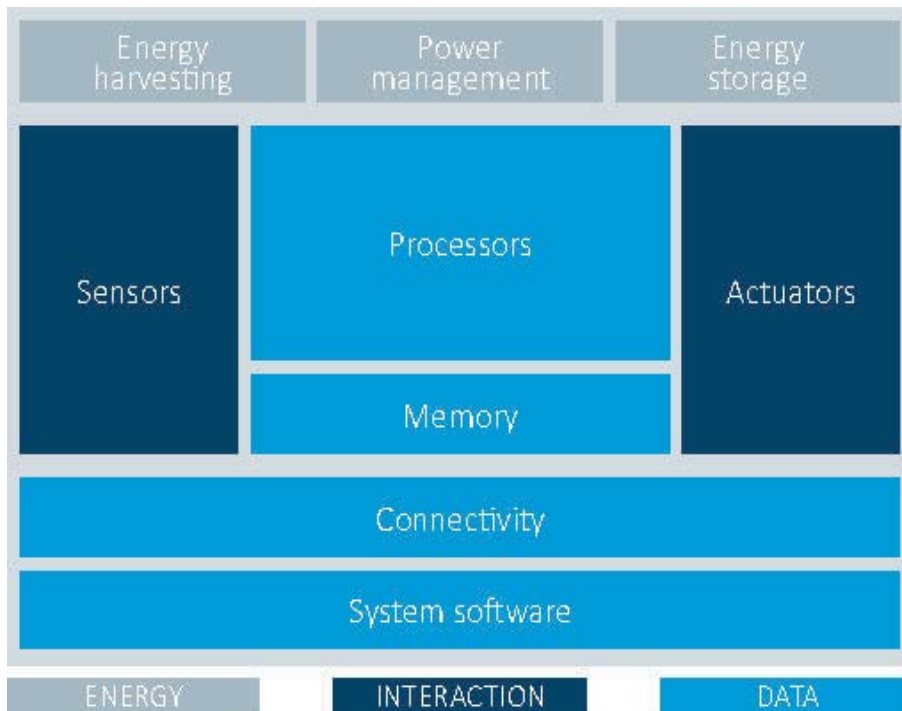 Energy
harvesting
Power
management
Energy
storage
Sensors
Processors
Actuators
Memory
Connectivity
System software
ENERGY
INTERACTION
DATA